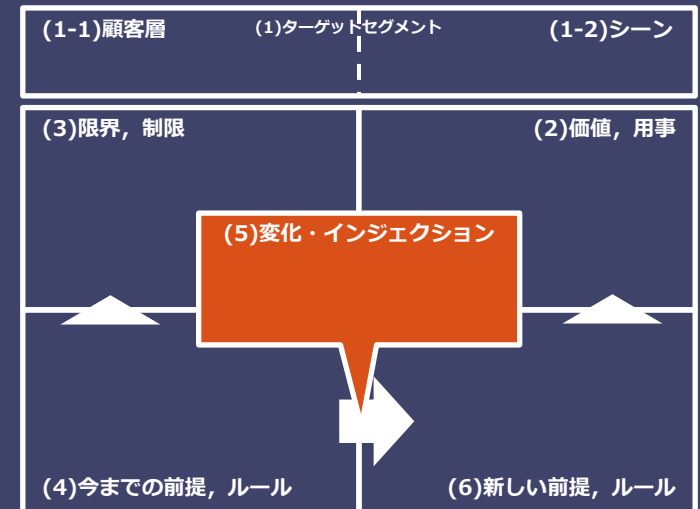 (1-1)顧客層
(1)ターゲットセグメント
(1-2)シーン
(3)限界，制限
(2)価値，用事
(5)変化・インジェクション
(4)今までの前提，ルール
(6)新しい前提，ルール